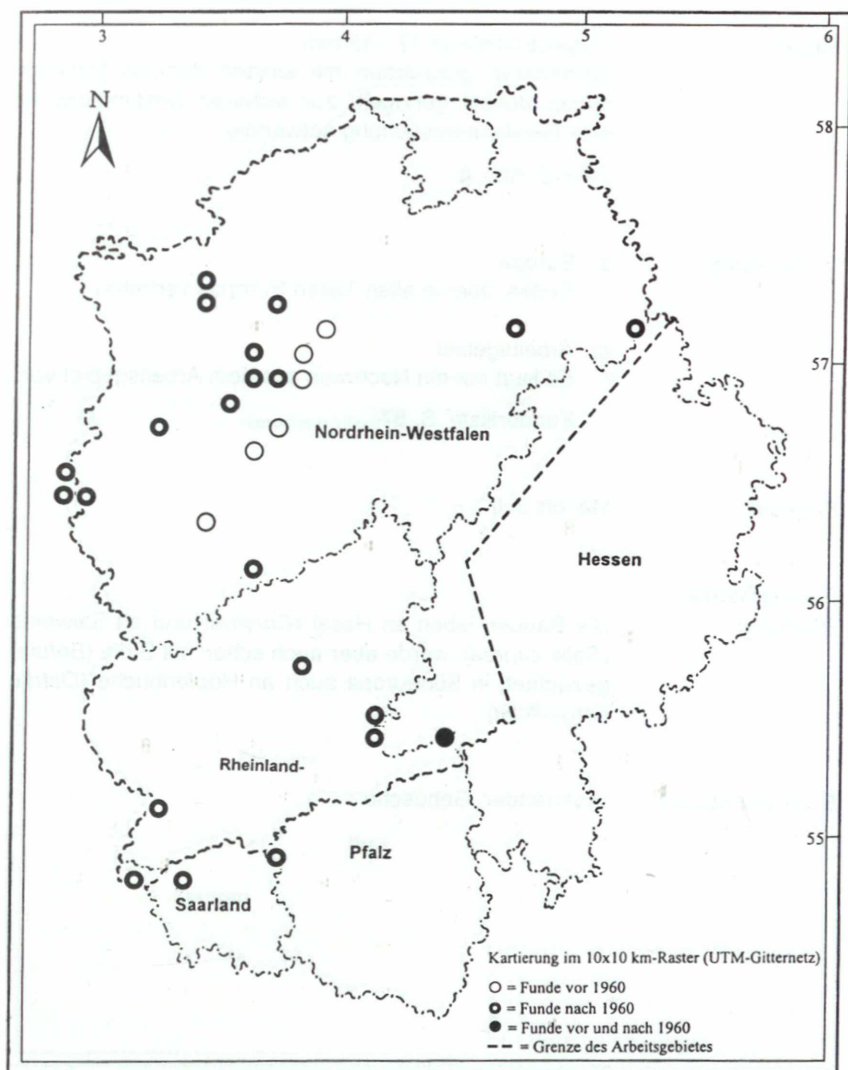 3 4 5 6
N
58
57
Nordrhein-Westfalen
Hessen
56
Rheinland-
55
Pfalz
Saarland
Kartierung im 10x10 km-Raster (UTM-Gitternetz)
= Funde vor 1960
= Funde nach 1960
= Funde vor und nach 1960
= Grenze des Arbeitsgebietes